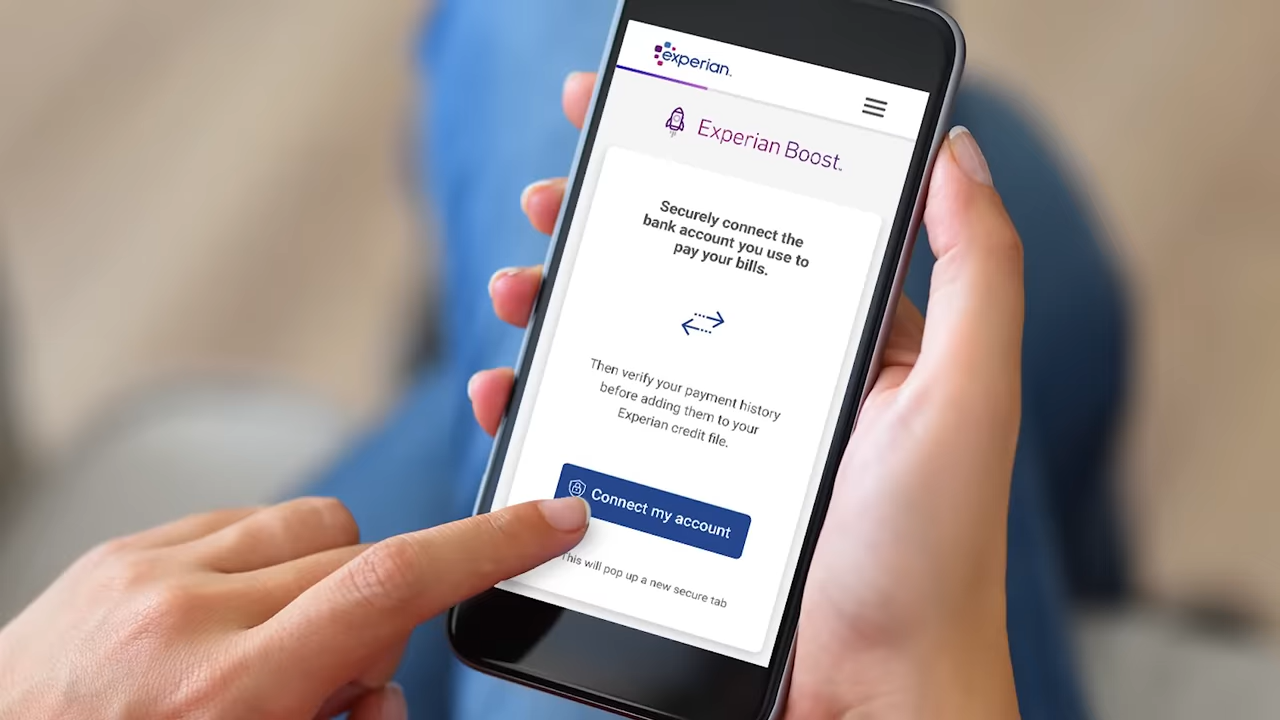 experian.
Experian Boost™
Securely connect the
bank account you use to
pay your bills.
Then verify your payment history
before adding them to your
Experian credit file.
Connect my account
This will pop up a new secure tab